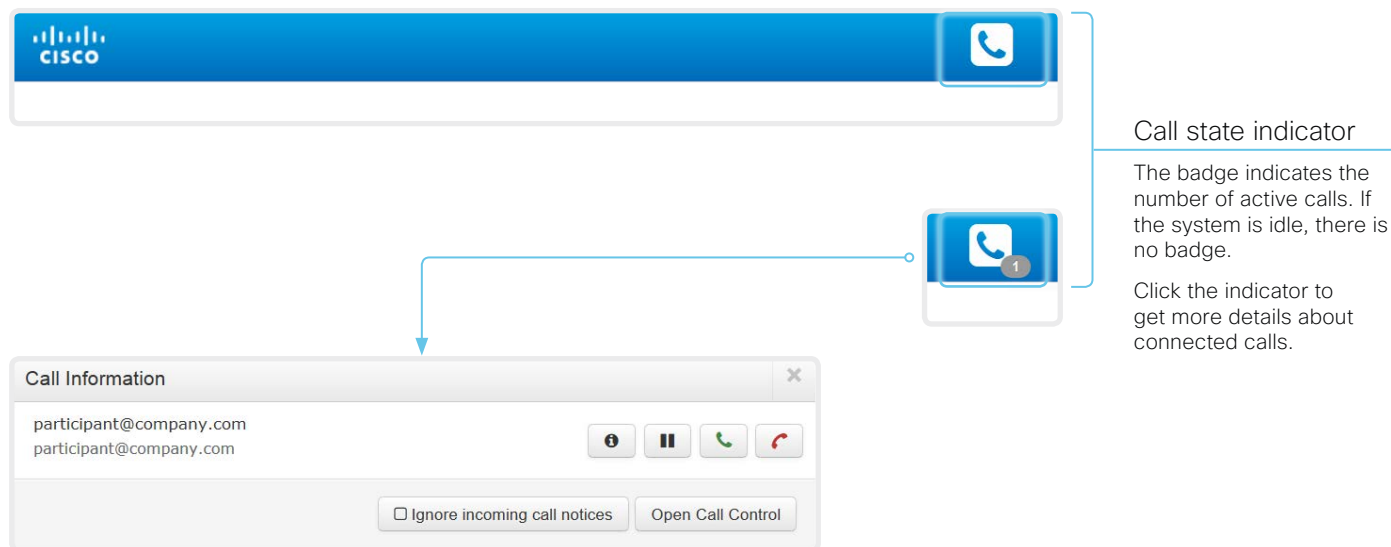 CISCO
Call state indicator
The badge indicates the
number of active calls. If
the system is idle, there is
no badge.
Click the indicator to
get more details about
connected calls.
1
Call Information
participant@company.com
participant@company.com
Ignore incoming call notices Open Call Control